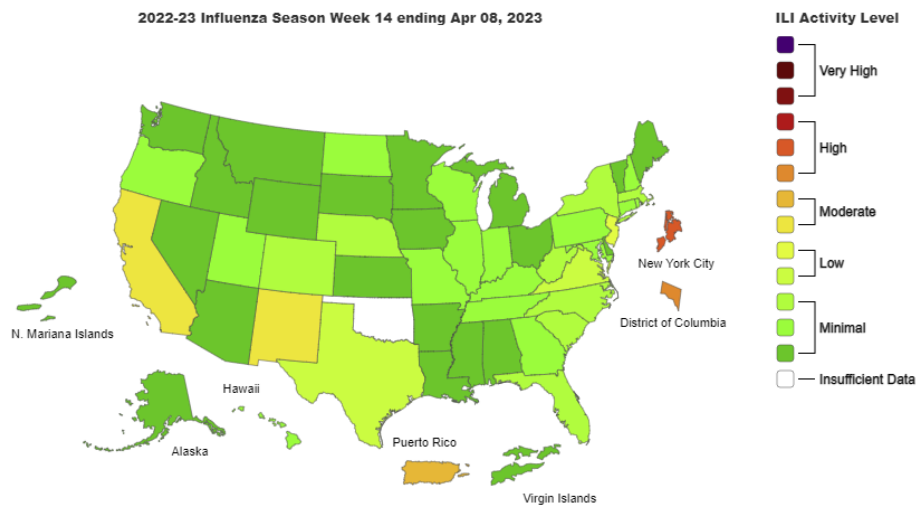 2022-23 Influenza Season Week 14 ending Apr 08, 2023
ILI Activity Level
Very High
High
Moderate
Low
Minimal
Insufficient Data
New York City
District of Columbia
N. Mariana Islands
Hawaii
Alaska
Puerto Rico
Virgin Islands